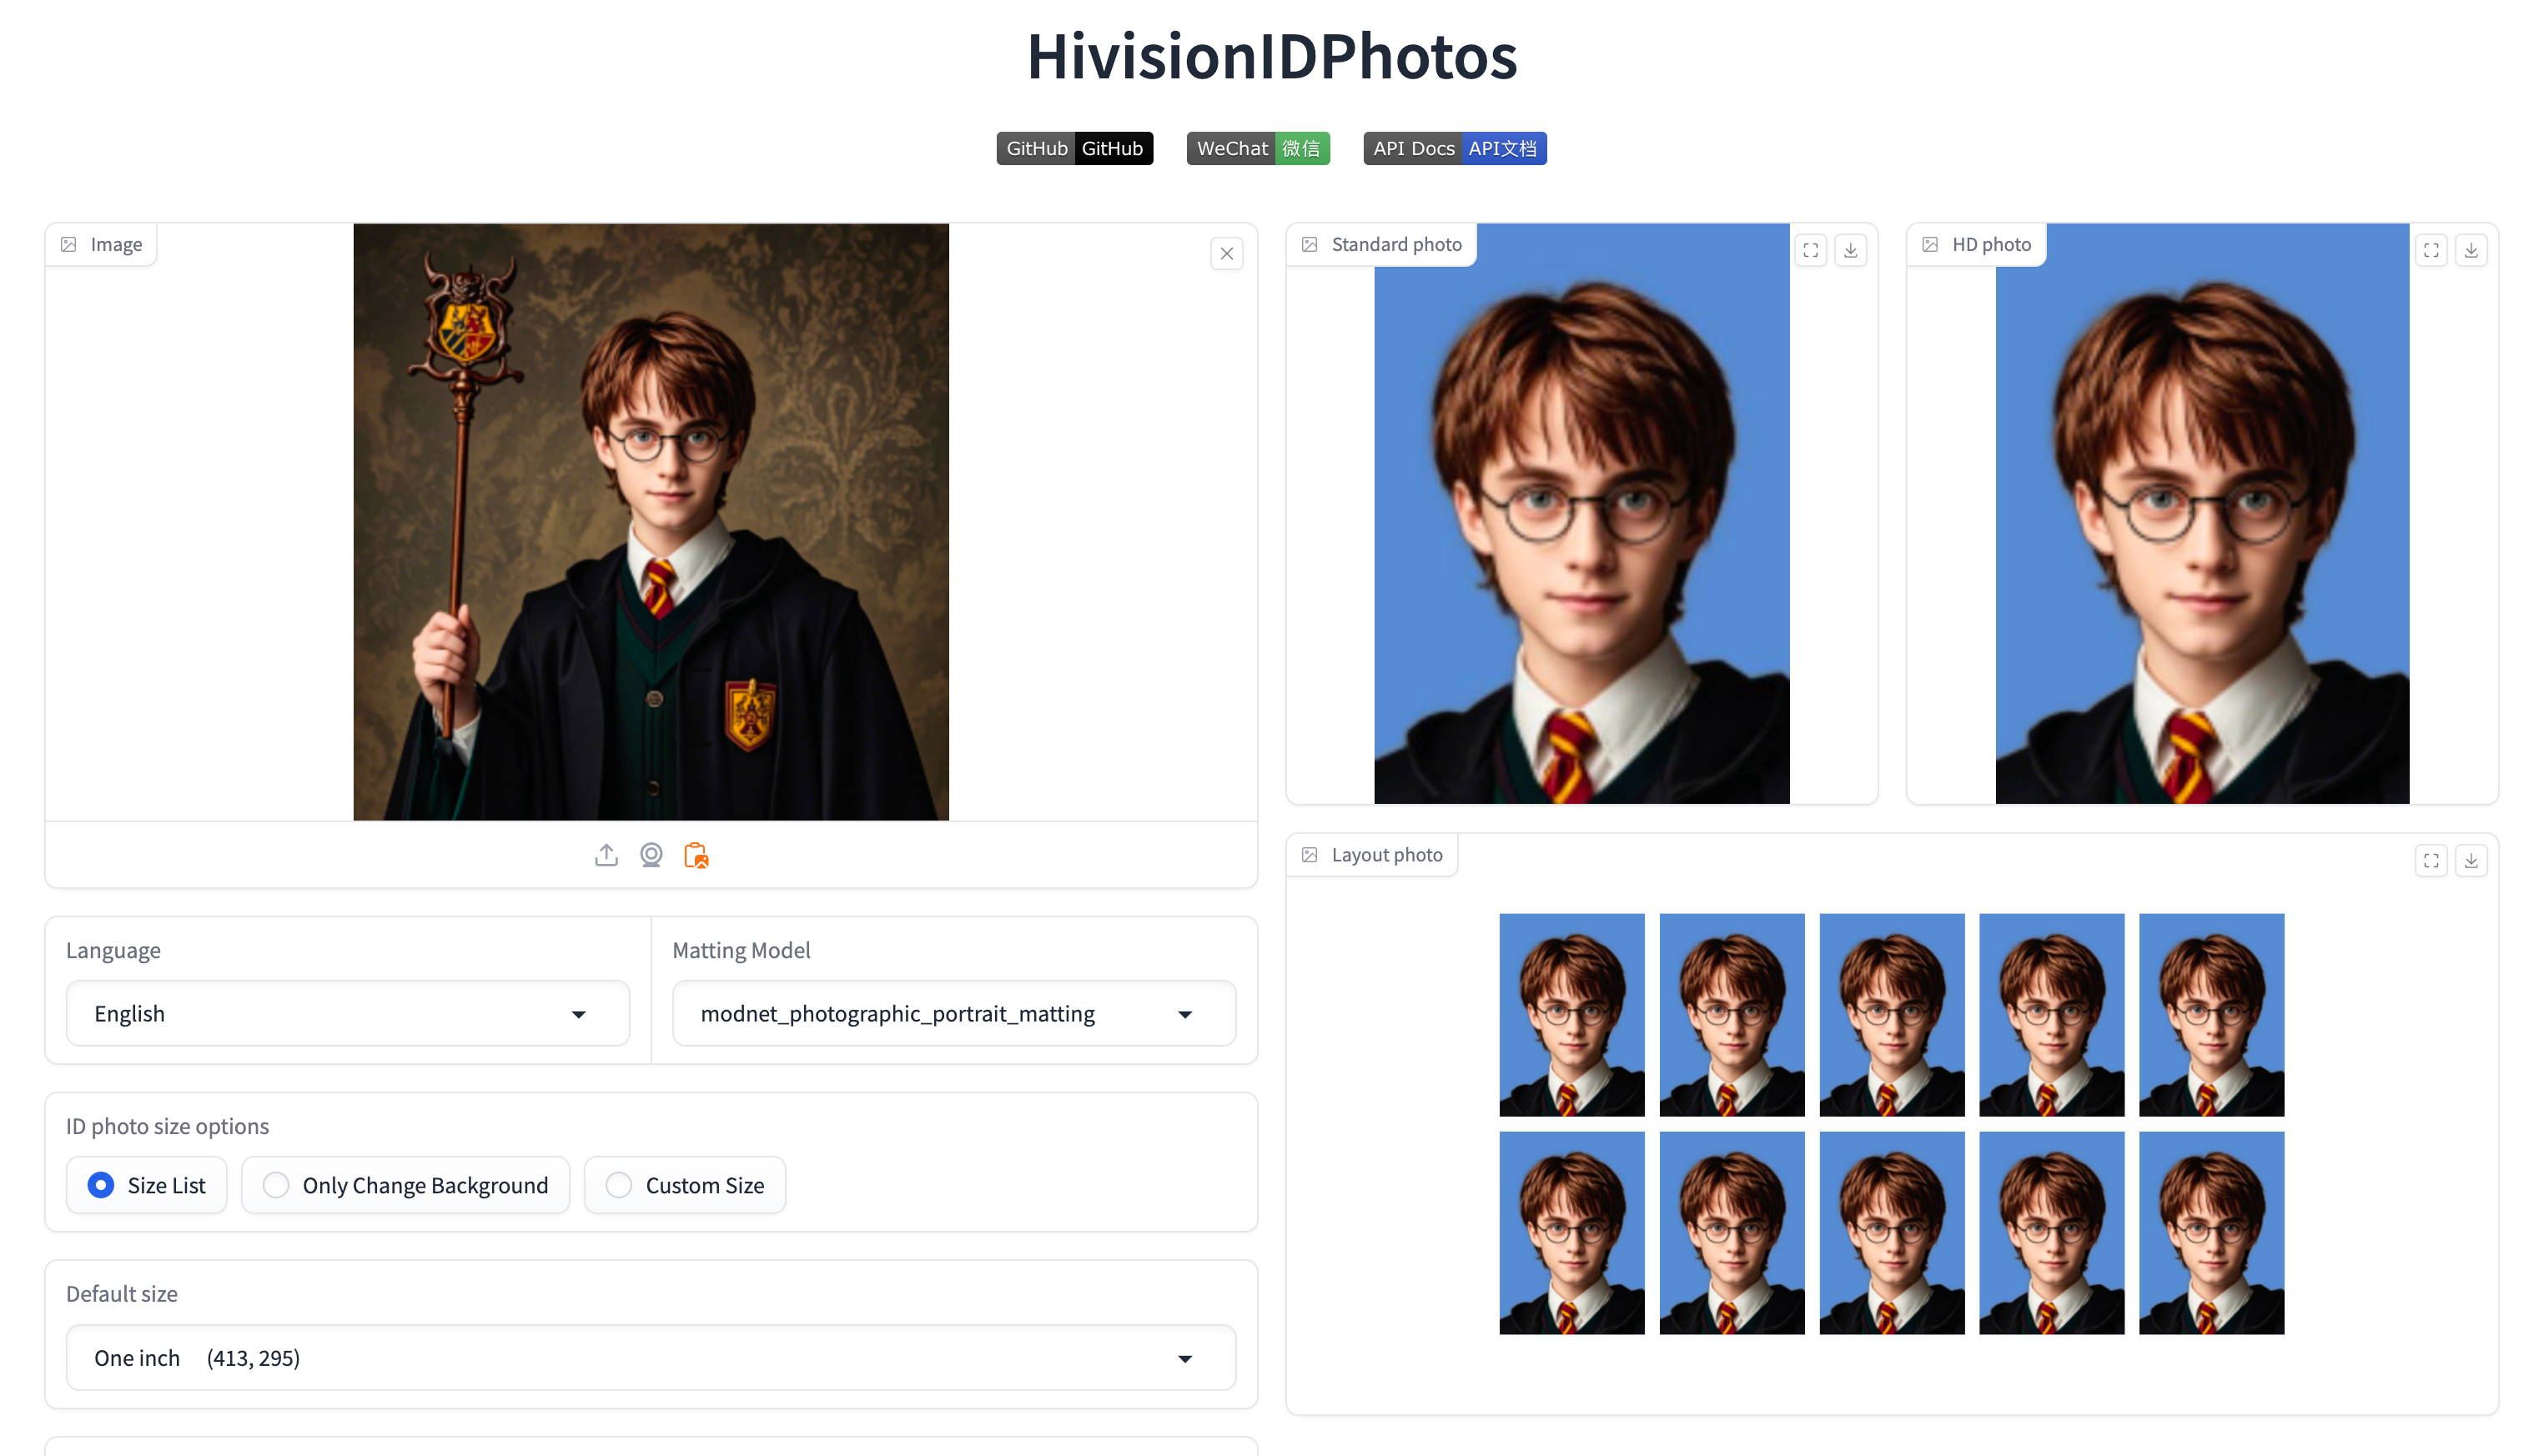 HivisionIDPhotos
GitHub GitHub
WeChat 微信
API Docs API文档
Image
Standard photo
HD photo
Layout photo
Language
English
Matting Model
modnet_photographic_portrait_matting
ID photo size options
Size List
Only Change Background
Custom Size
Default size
One inch (413, 295)